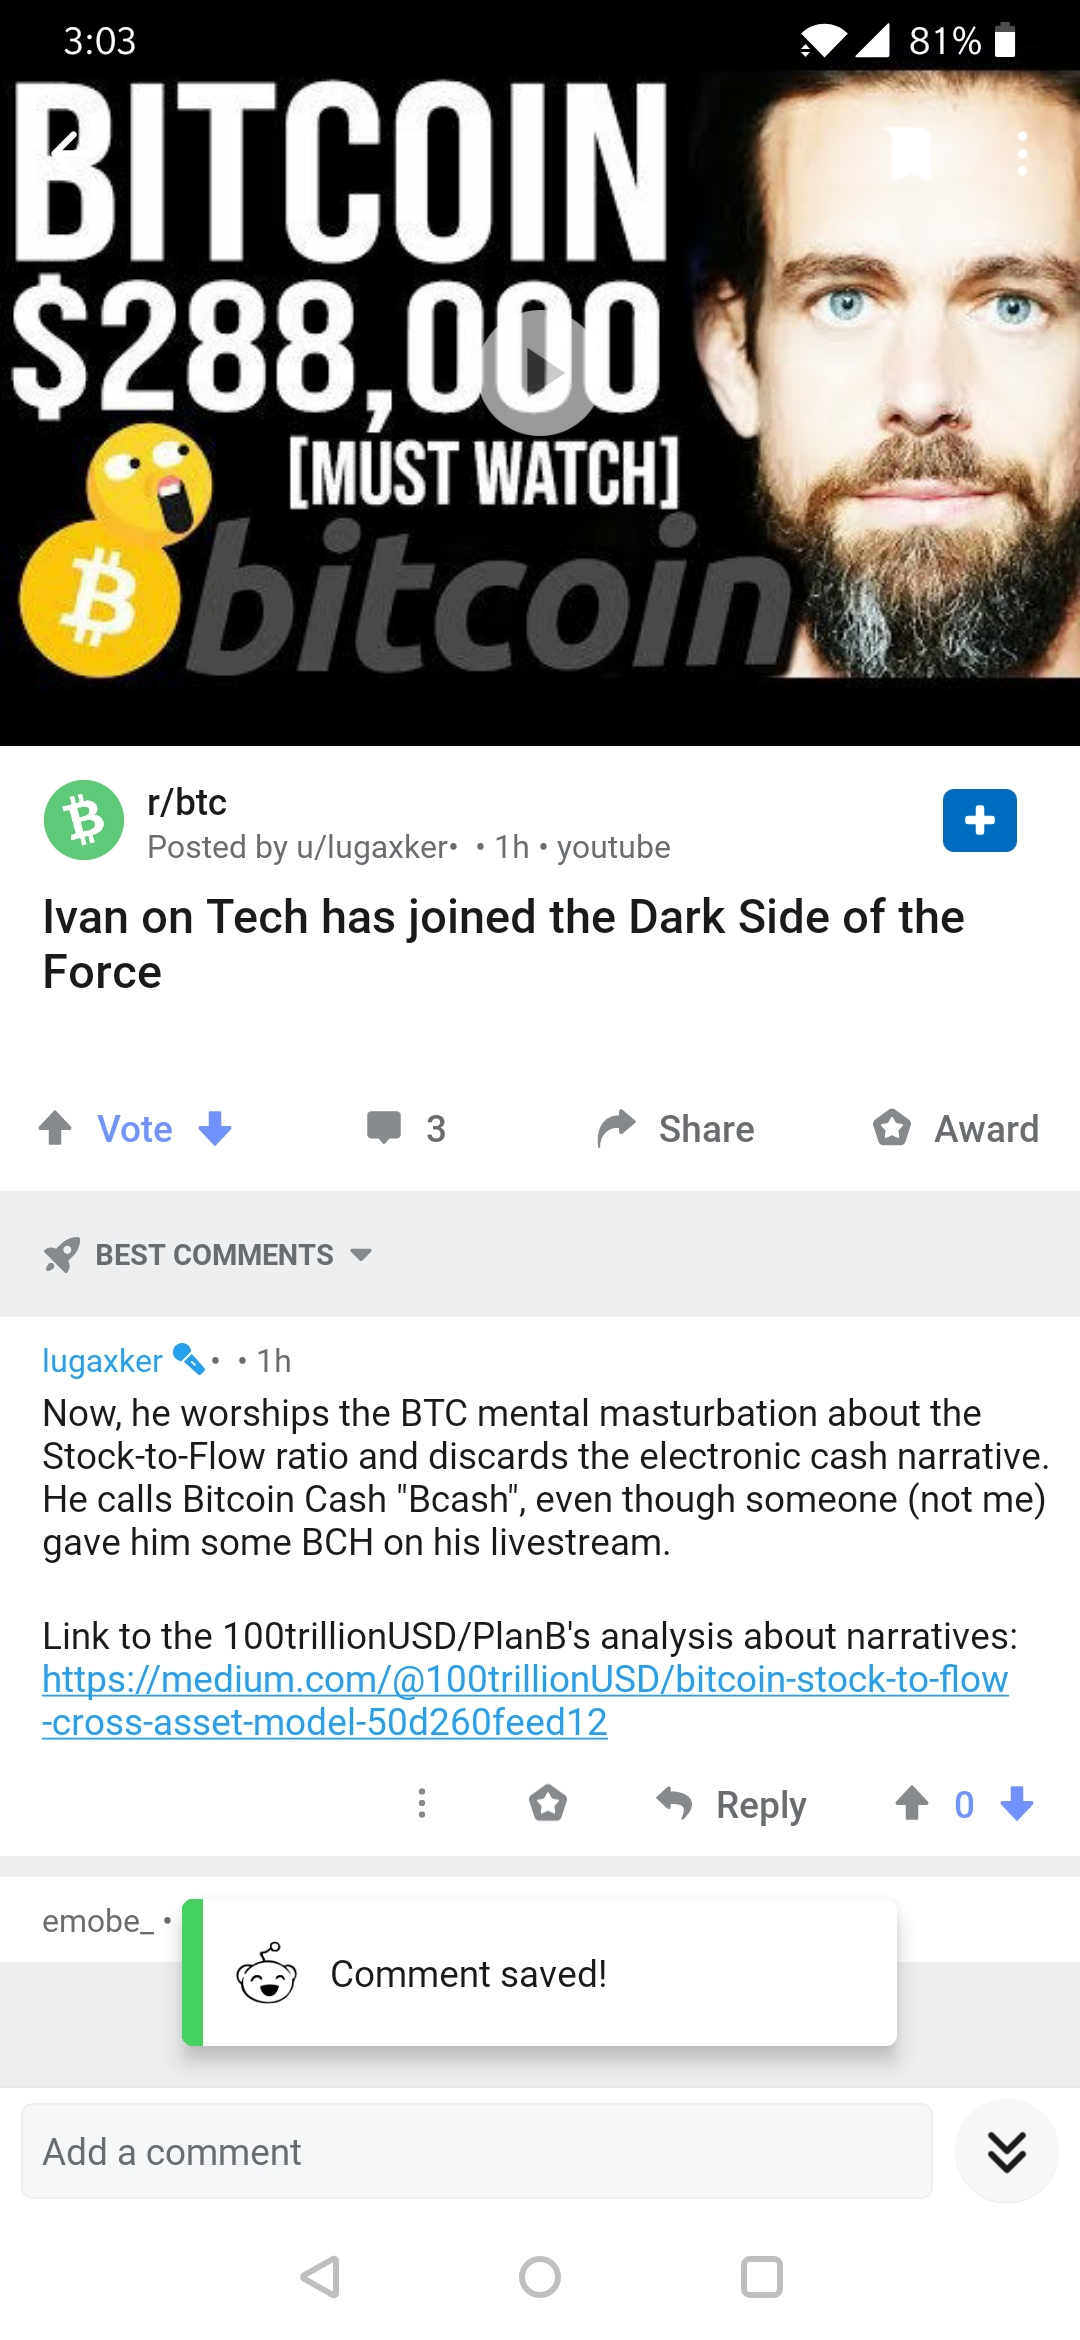 3:03
81%
BITCOIN
$288,000
[MUST WATCH]
bitcoin
r/btc
Posted by u/lugaxker• • 1h • youtube
Ivan on Tech has joined the Dark Side of the
Force
Vote
3
Share
Award
BEST COMMENTS
lugaxker • • 1h
Now, he worships the BTC mental masturbation about the
Stock-to-Flow ratio and discards the electronic cash narrative.
He calls Bitcoin Cash "Bcash", even though someone (not me)
gave him some BCH on his livestream.
Link to the 100trillionUSD/PlanB's analysis about narratives:
https://medium.com/@100trillionUSD/bitcoin-stock-to-flow
-cross-asset-model-50d260feed12
Reply
0
emobe_ •
Comment saved!
Add a comment